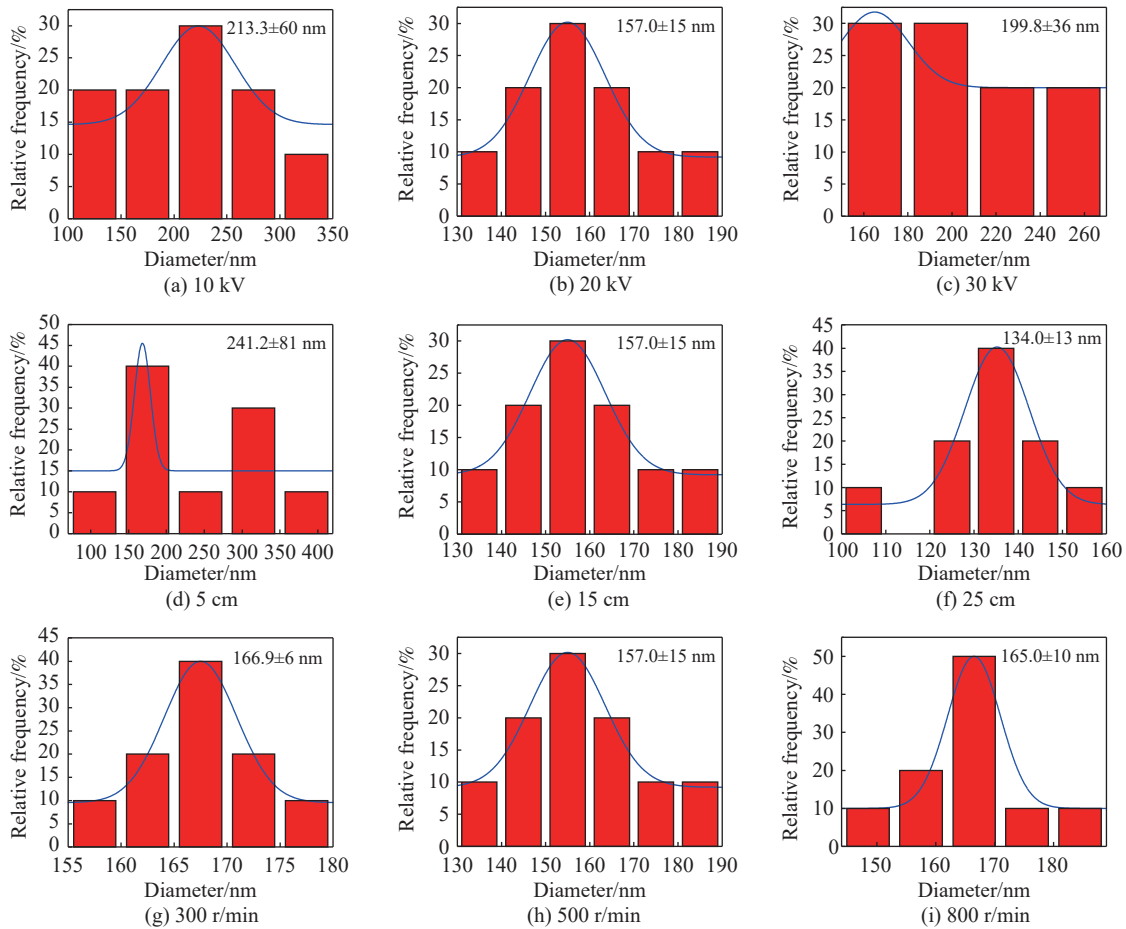 Relative frequency/%
30
25
20
15
10
5
0
213.3±60 nm
100 150 200 250 300 350
Diameter/nm
(a) 10 kV
Relative frequency/%
30
25
20
15
10
5
0
157.0±15 nm
130 140 150 160 170 180 190
Diameter/nm
(b) 20 kV
Relative frequency/%
30
25
20
15
10
5
0
199.8±36 nm
160 180 200 220 240 260
Diameter/nm
(c) 30 kV
Relative frequency/%
50
45
40
35
30
25
15
10
5
0
241.2±81 nm
100 150 200 250 300 350 400
Diameter/nm
(d) 5 cm
Relative frequency/%
30
25
20
15
10
5
0
157.0±15 nm
130 140 150 160 170 180 190
Diameter/nm
(e) 15 cm
Relative frequency/%
45
40
35
30
25
20
15
10
5
0
134.0±13 nm
100 110 120 130 140 150 160
Diameter/nm
(f) 25 cm
Relative frequency/%
45
40
35
30
25
20
15
10
5
0
166.9±6 nm
155 160 165 170 175 180
Diameter/nm
(g) 300 r/min
Relative frequency/%
30
25
20
15
10
5
0
157.0±15 nm
130 140 150 160 170 180 190
Diameter/nm
(h) 500 r/min
Relative frequency/%
50
40
30
20
10
0
165.0±10 nm
150 160 170 180
Diameter/nm
(i) 800 r/min